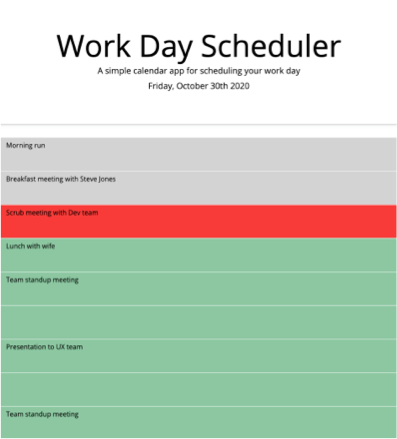 Work Day Scheduler
A simple calendar app for scheduling your work day
Friday, October 30th 2020
Morning run
Breakfast meeting with Steve Jones
Scrub meeting with Dev team
Lunch with wife
Team standup meeting
Presentation to UX team
Team standup meeting